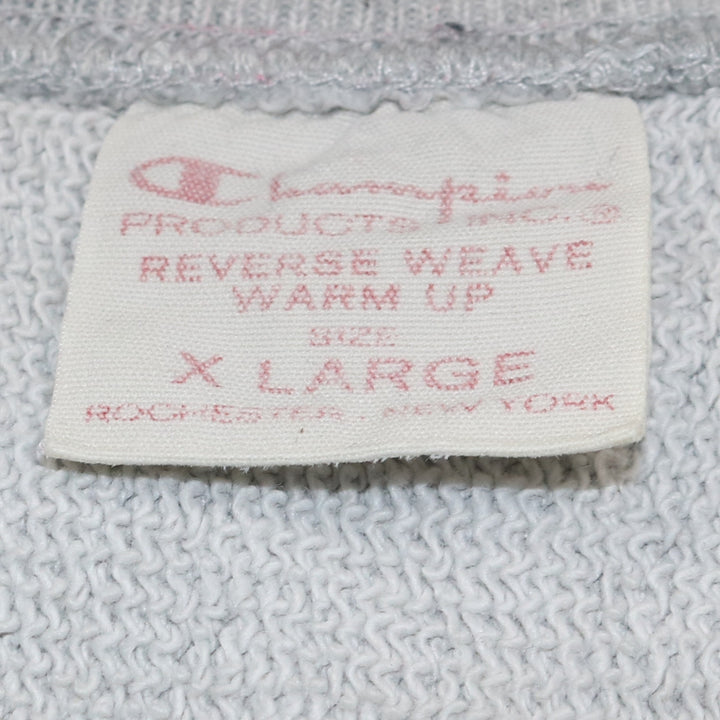 Champion
PRODUCTS INC.®
REVERSE WEAVE
WARM UP
SIZE
X LARGE
ROCHESTER, NEW YORK